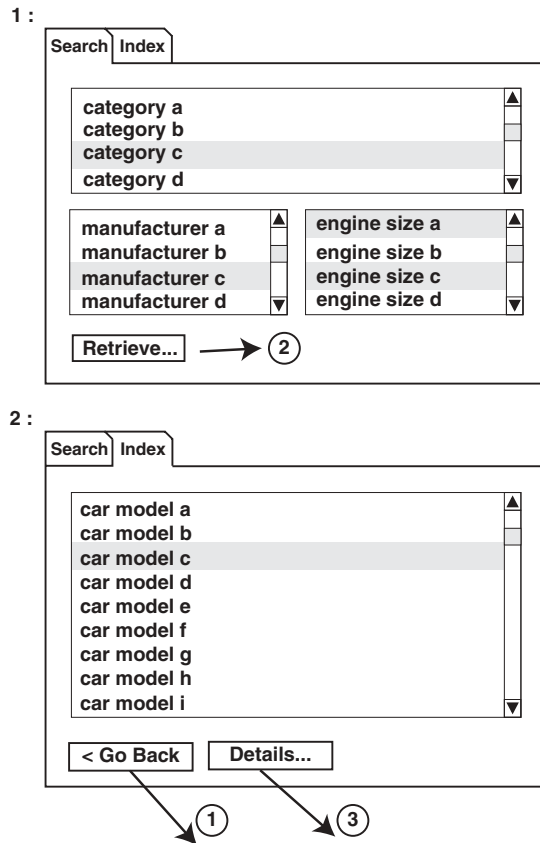 1 :
Search Index
category a
category b
category c
category d
manufacturer a
manufacturer b
manufacturer c
manufacturer d
engine size a
engine size b
engine size c
engine size d
Retrieve... 2
2 :
Search Index
car model a
car model b
car model c
car model d
car model e
car model f
car model g
car model h
car model i
< Go Back Details...
1 3